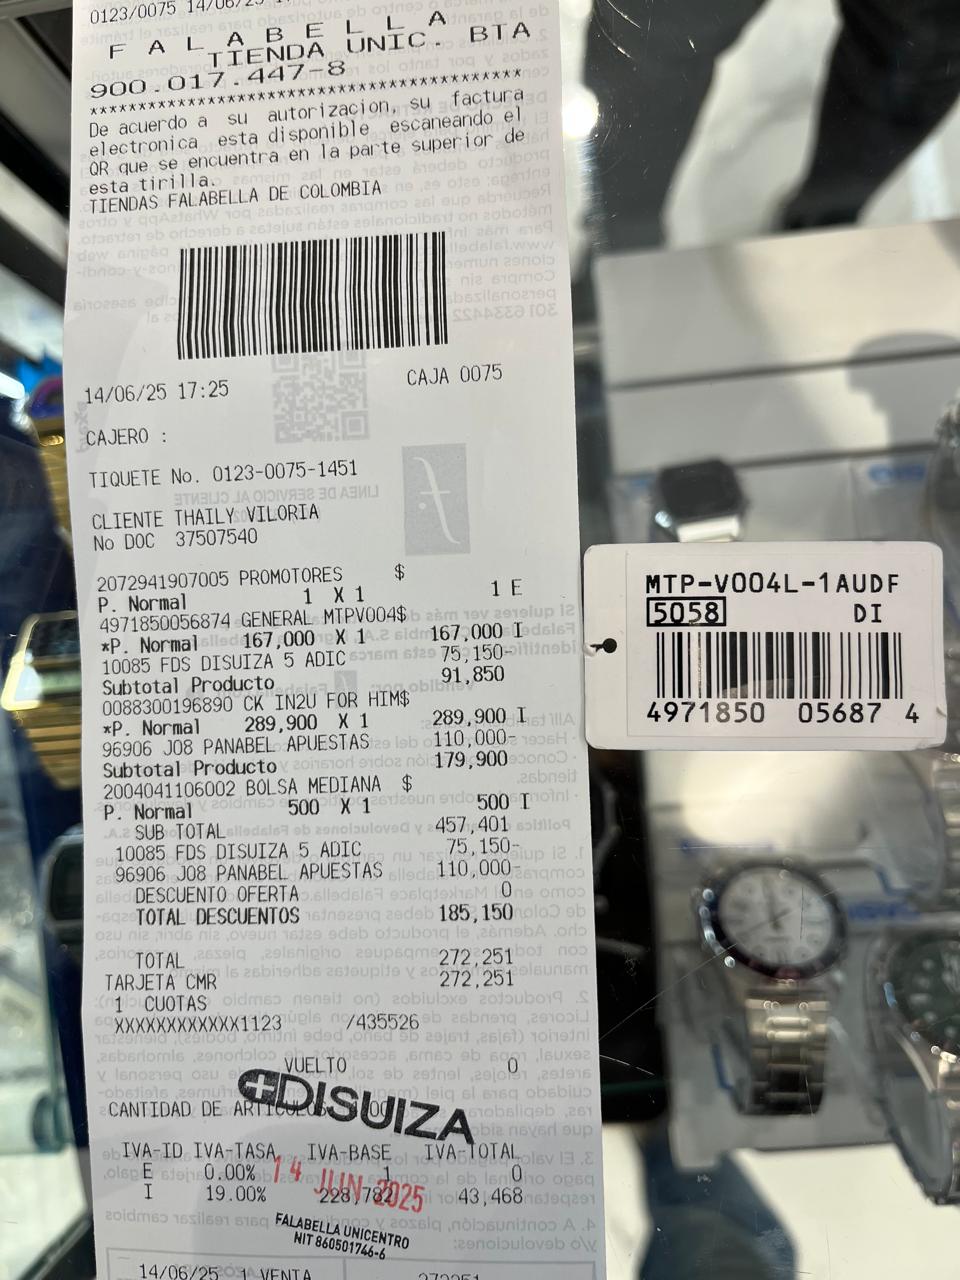 0123/0075 14/06/25
F A L A B E L L A
TIENDA UNIC. BTA
900.017.447-8
****************************************
De acuerdo a su autorizacion, su factura
electronica esta disponible escaneando el
QR que se encuentra en la parte superior de
esta tirilla.
TIENDAS FALABELLA DE COLOMBIA
14/06/25 17:25 CAJA 0075
CAJERO :
TIQUETE No. 0123-0075-1451
CLIENTE THAILY VILORIA
No DOC 37507540
2072941907005 PROMOTORES $
P. Normal 1 X 1 1 E
4971850056874 GENERAL MTPV004$
*P. Normal 167,000 X 1 167,000 I
10085 FDS DISUIZA 5 ADIC 75,150-
Subtotal Producto 91,850
0088300196890 CK IN2U FOR HIM$
*P. Normal 289,900 X 1 289,900 I
96906 J08 PANABEL APUESTAS 110,000-
Subtotal Producto 179,900
2004041106002 BOLSA MEDIANA $
P. Normal 500 X 1 500 I
SUB TOTAL 457,401
10085 FDS DISUIZA 5 ADIC 75,150-
96906 J08 PANABEL APUESTAS 110,000-
DESCUENTO OFERTA 0
TOTAL DESCUENTOS 185,150
TOTAL 272,251
TARJETA CMR 272,251
1 CUOTAS
XXXXXXXXXXXX1123 /435526
VUELTO 0
DISUIZA
CANTIDAD DE
IVA-ID IVA-TASA IVA-BASE IVA-TOTAL
E 0.00% 1 0
I 19.00% 228,782 43,468
14 JUN 2025
FALABELLA UNICENTRO
NIT 860501746-6
14/06/25 1 VENTA 272251
MTP-V004L-1AUDF
5058 DI
4971850 05687 4